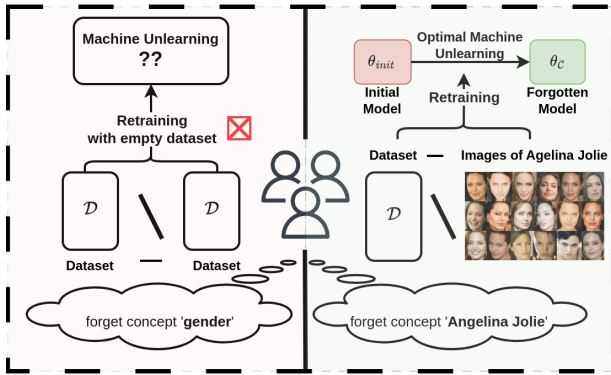 Machine Unlearning
??
Retraining
with empty dataset
𝒟
𝒟
Dataset — Dataset
forget concept 'gender'
Optimal Machine
Unlearning
θ_init
θ_𝒞
Initial
Model
Retraining
Forgotten
Model
Dataset — Images of Agelina Jolie
𝒟
forget concept 'Angelina Jolie'